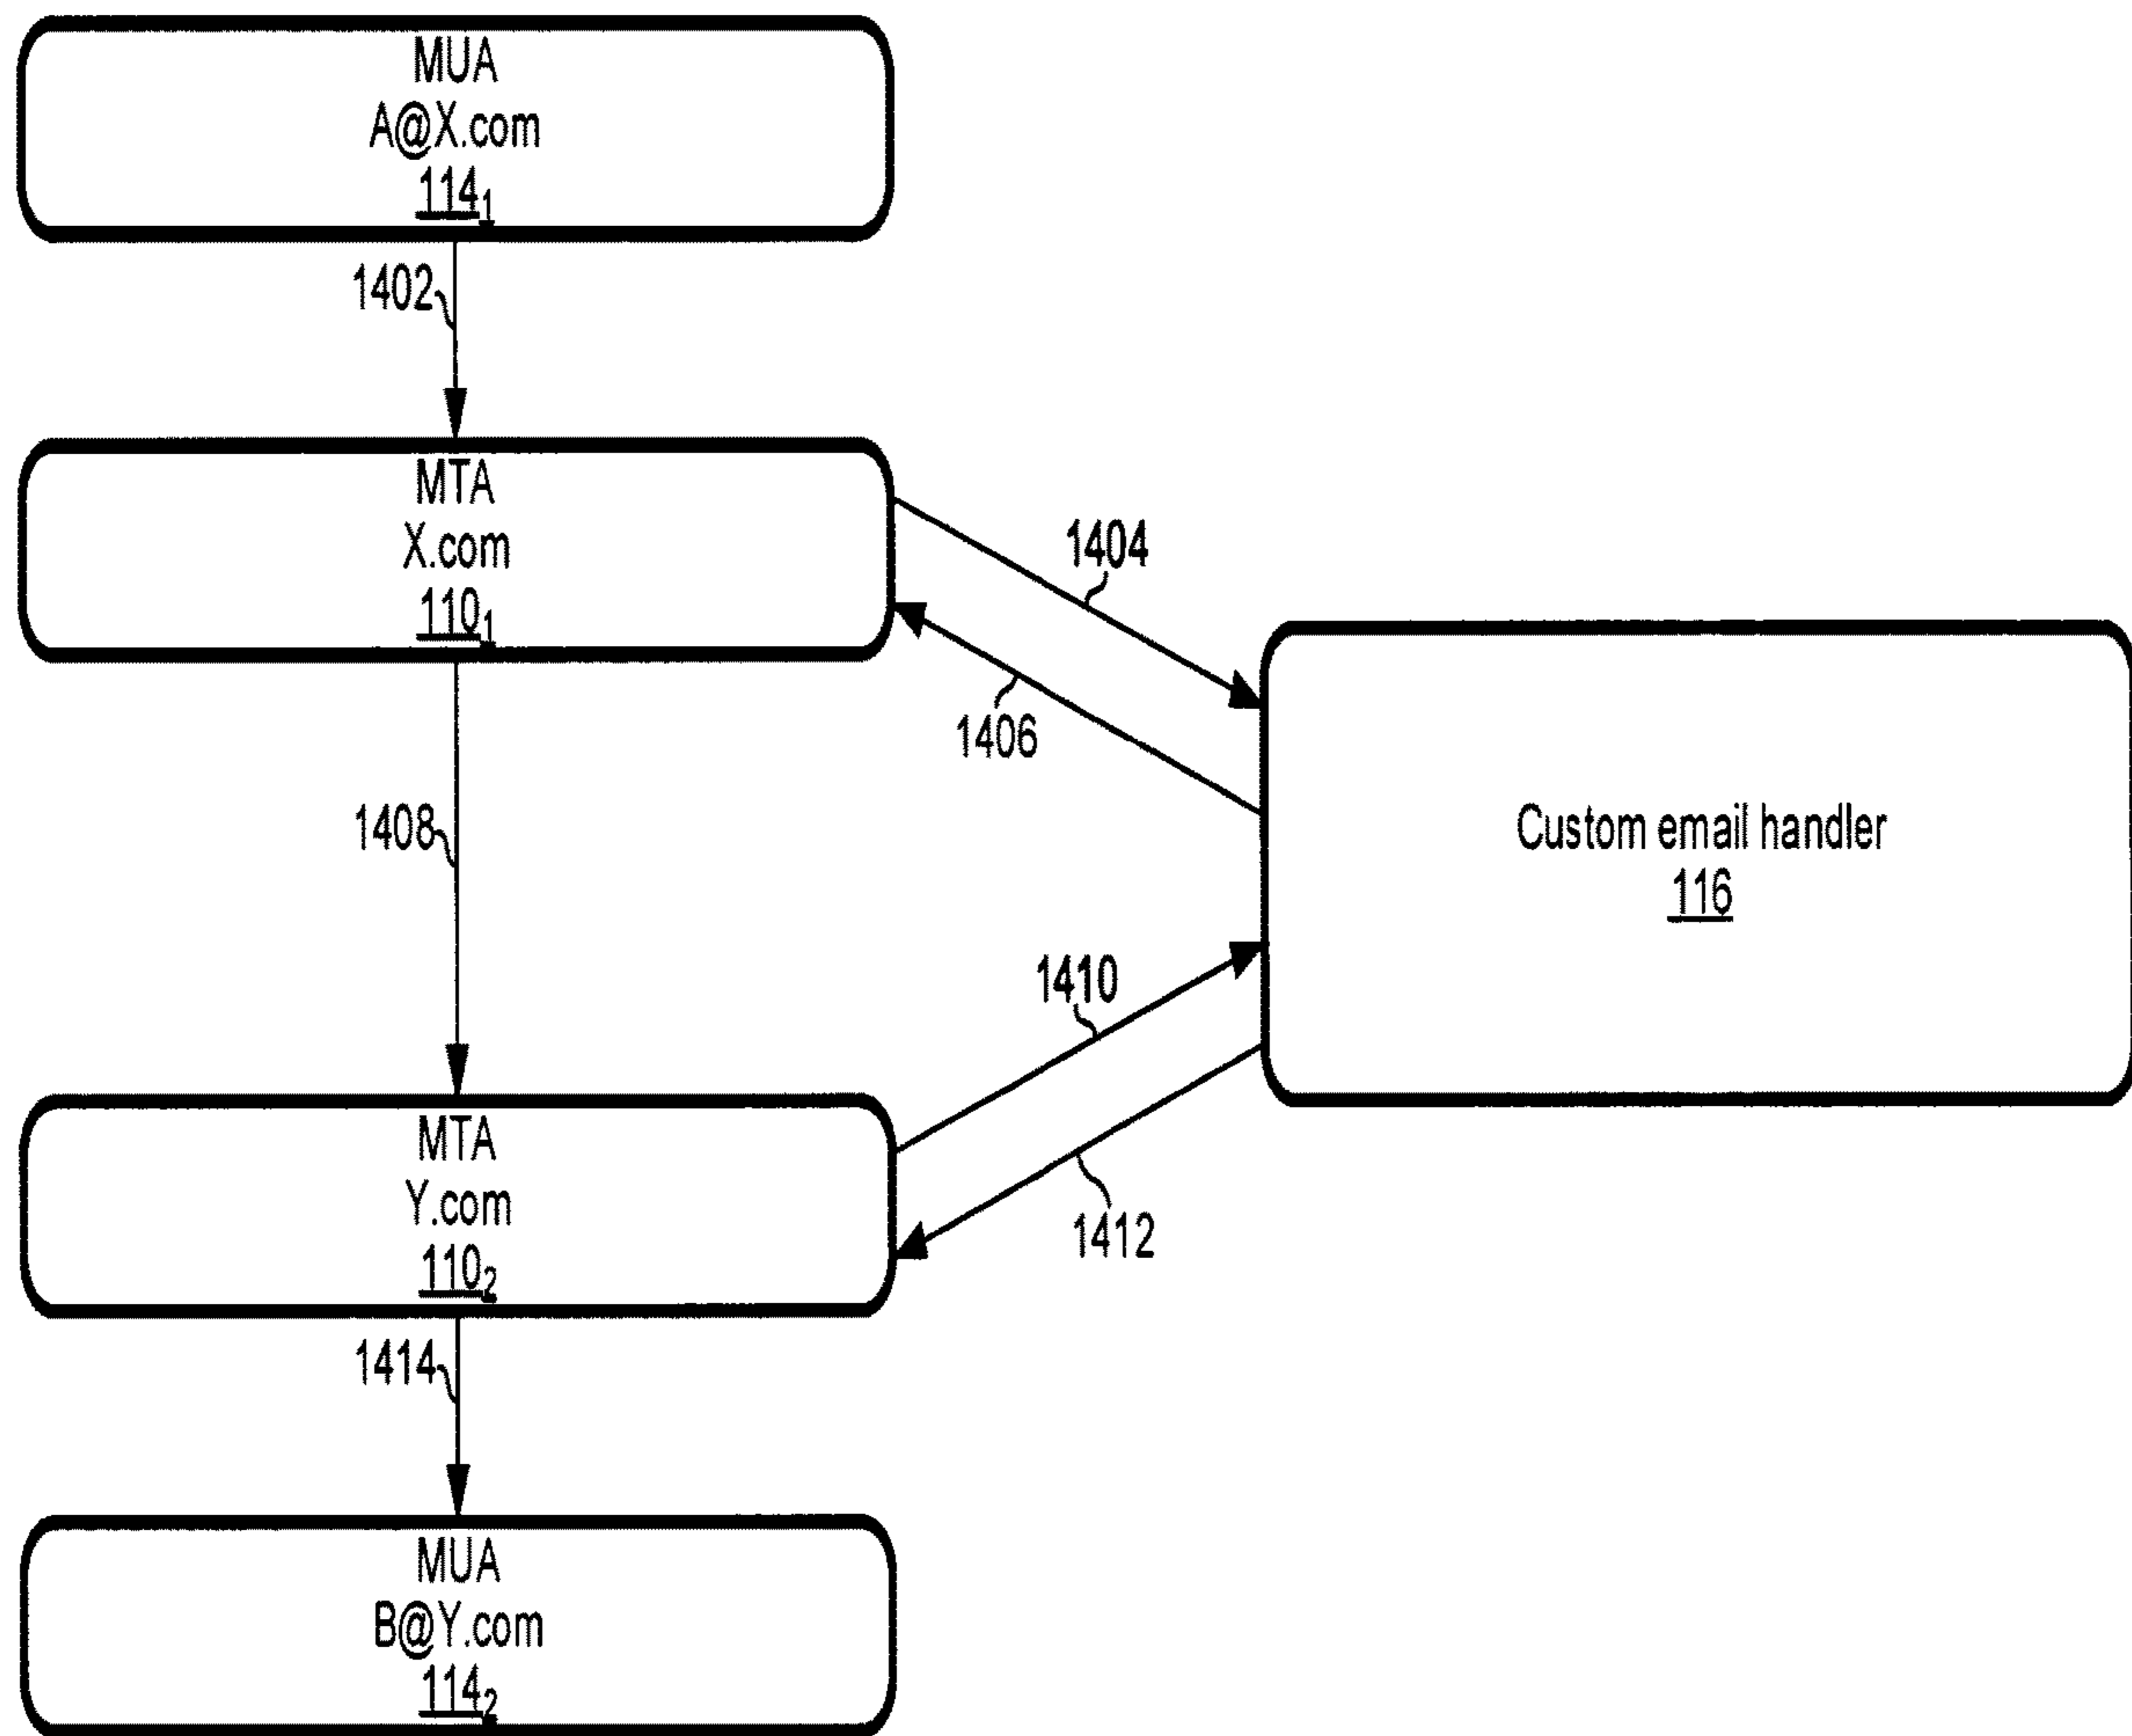 MUA
A@X.com
114₁
1402
MTA
X.com
110₁
1404
1406
Custom email handler
116
1408
1410
MTA
Y.com
110₂
1412
1414
MUA
B@Y.com
114₂